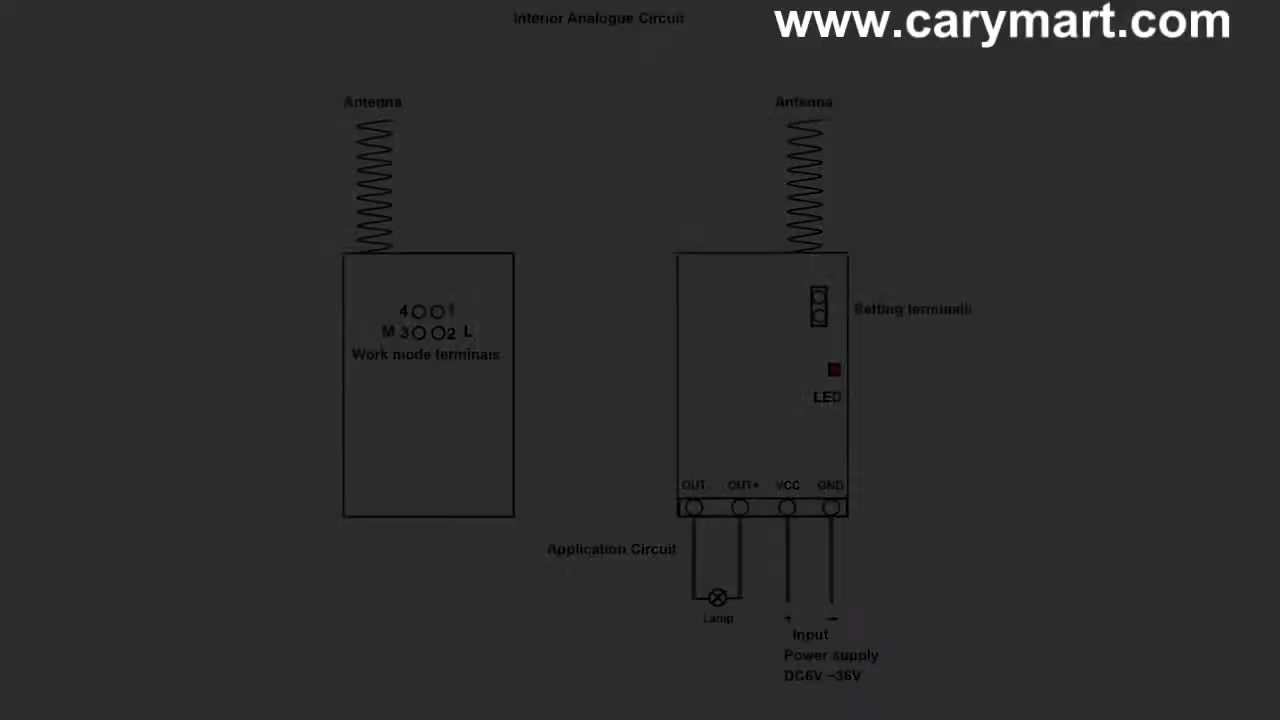 Interior Analogue Circuit
www.carymart.com
Antenna
Antenna
4 1
M 3 2 L
Work mode terminals
Setting terminals
LED
OUT- OUT+ VCC GND
Application Circuit
Lamp
+ −
Input
Power supply
DC6V ~36V